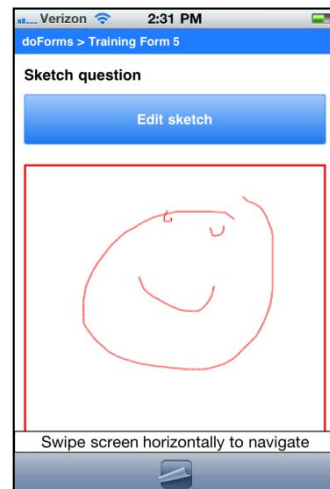 Verizon 2:31 PM
doForms > Training Form 5
Sketch question
Edit sketch
Swipe screen horizontally to navigate